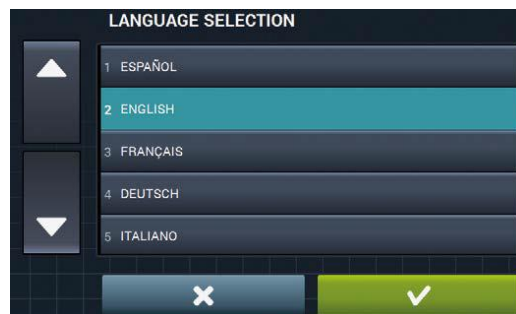 LANGUAGE SELECTION
1 ESPAÑOL
2 ENGLISH
3 FRANÇAIS
4 DEUTSCH
5 ITALIANO